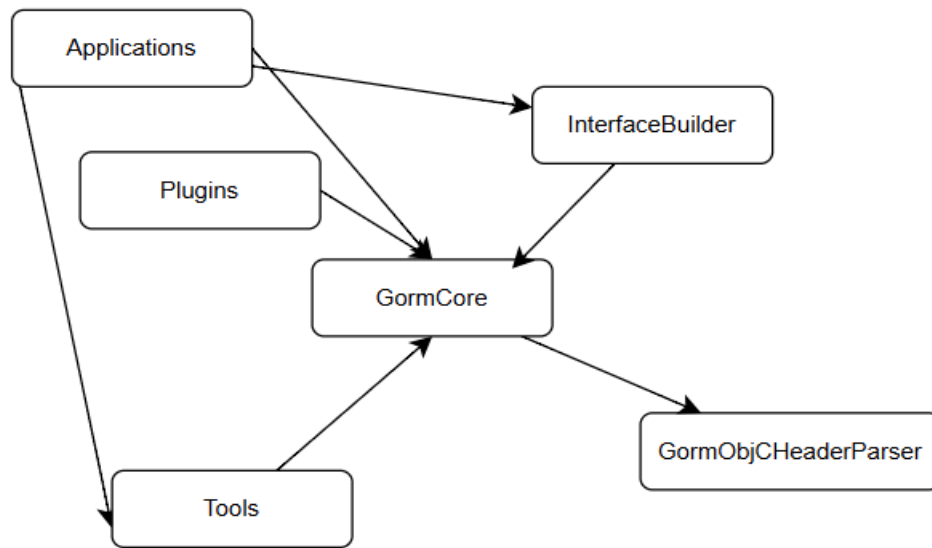 Applications
InterfaceBuilder
Plugins
GormCore
GormObjCHeaderParser
Tools